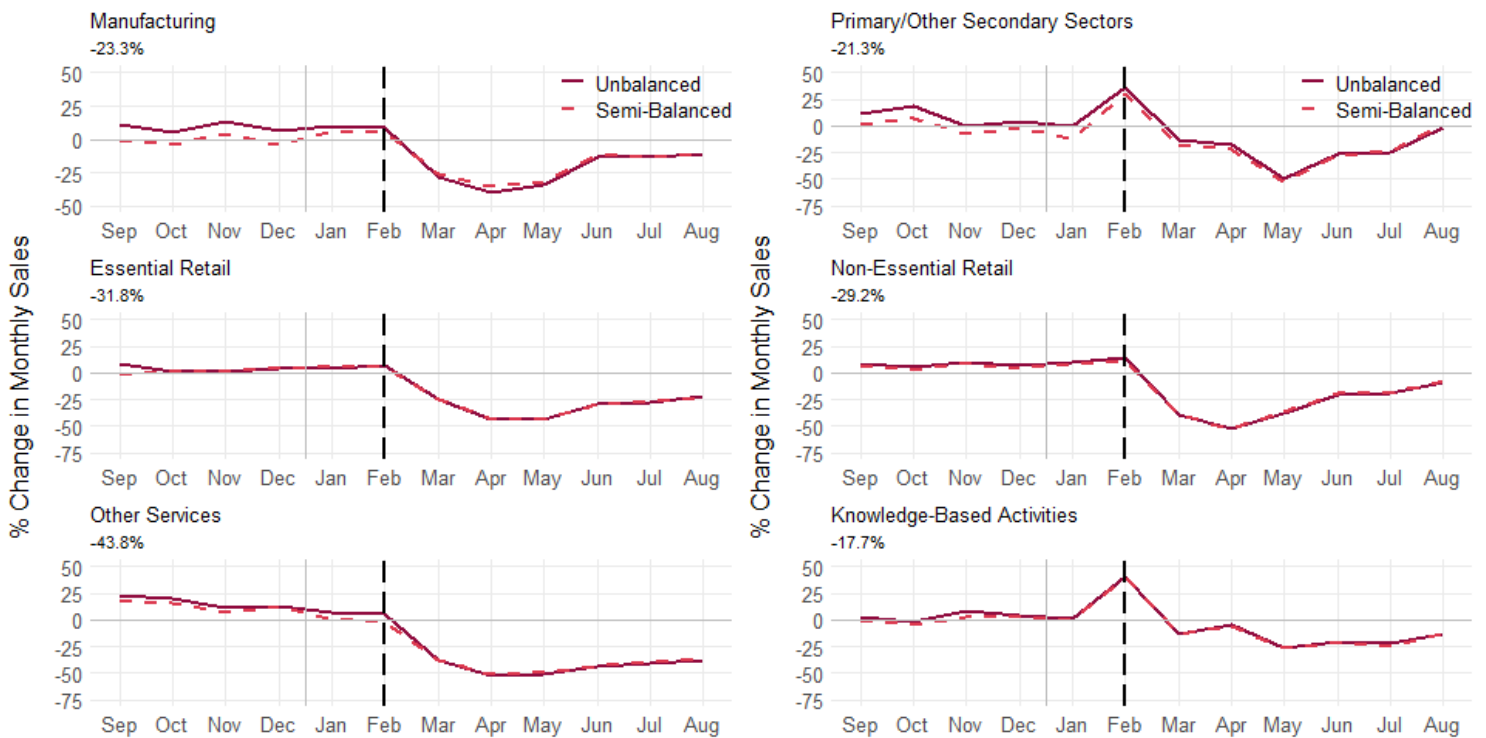 Manufacturing
-23.3%
50
25
0
-25
-50
Unbalanced
Semi-Balanced
Sep Oct Nov Dec Jan Feb Mar Apr May Jun Jul Aug
Primary/Other Secondary Sectors
-21.3%
50
25
0
-25
-50
-75
Unbalanced
Semi-Balanced
Sep Oct Nov Dec Jan Feb Mar Apr May Jun Jul Aug
% Change in Monthly Sales
% Change in Monthly Sales
Essential Retail
-31.8%
50
25
0
-25
-50
-75
Sep Oct Nov Dec Jan Feb Mar Apr May Jun Jul Aug
Non-Essential Retail
-29.2%
50
25
0
-25
-50
-75
Sep Oct Nov Dec Jan Feb Mar Apr May Jun Jul Aug
Other Services
-43.8%
50
25
0
-25
-50
-75
Sep Oct Nov Dec Jan Feb Mar Apr May Jun Jul Aug
Knowledge-Based Activities
-17.7%
50
25
0
-25
-50
-75
Sep Oct Nov Dec Jan Feb Mar Apr May Jun Jul Aug